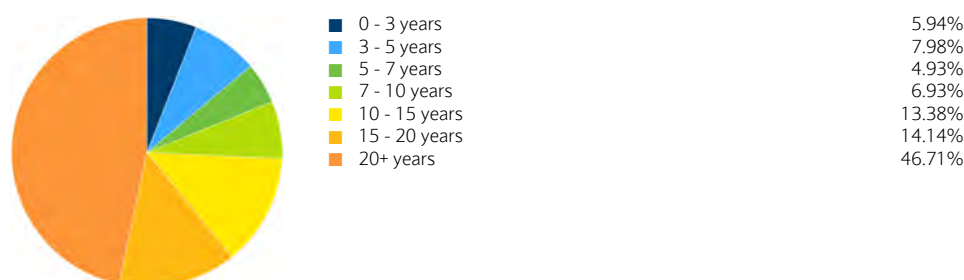 0 - 3 years 5.94%
3 - 5 years 7.98%
5 - 7 years 4.93%
7 - 10 years 6.93%
10 - 15 years 13.38%
15 - 20 years 14.14%
20+ years 46.71%